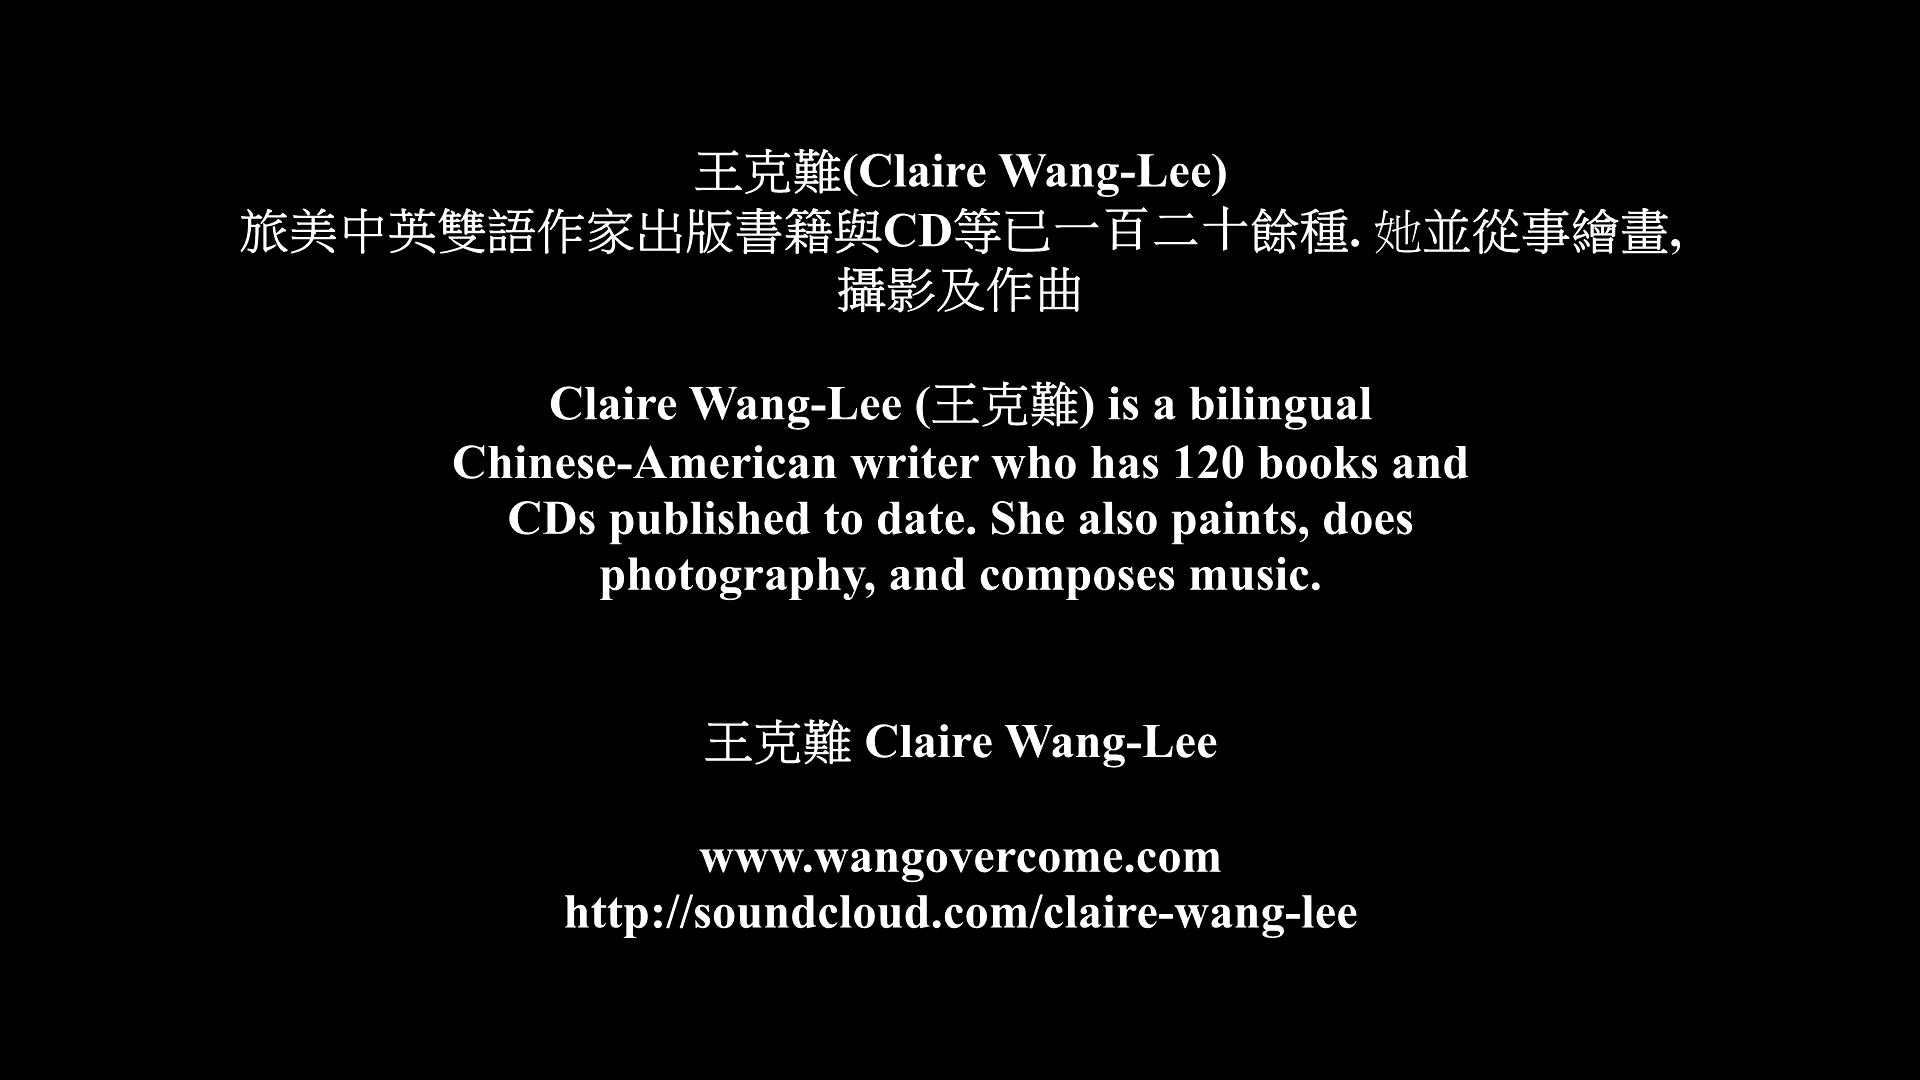 王克難(Claire Wang-Lee)
旅美中英雙語作家出版書籍與CD等已一百二十餘種. 她並從事繪畫,
攝影及作曲
Claire Wang-Lee (王克難) is a bilingual
Chinese-American writer who has 120 books and
CDs published to date. She also paints, does
photography, and composes music.
王克難 Claire Wang-Lee
www.wangovercome.com
http://soundcloud.com/claire-wang-lee